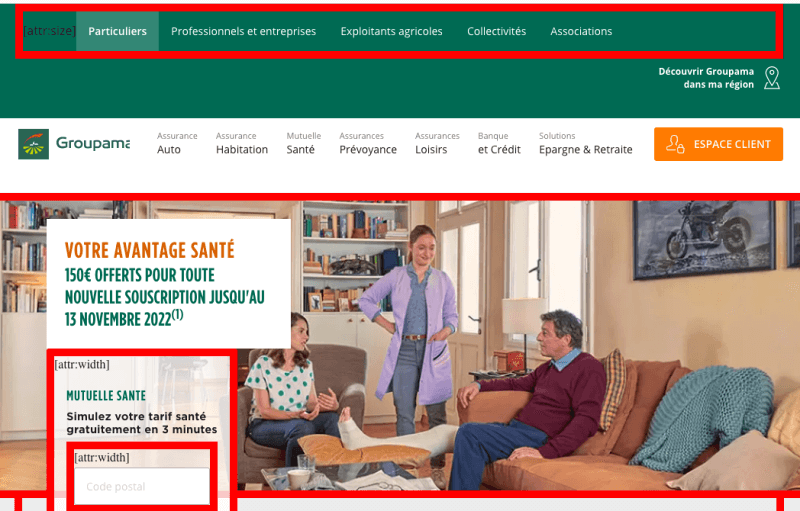 [attr:size] Particuliers Professionnels et entreprises Exploitants agricoles Collectivités Associations
Découvrir Groupama
dans ma région
Groupama
Assurance
Auto
Assurance
Habitation
Mutuelle
Santé
Assurances
Prévoyance
Assurances
Loisirs
Banque
et Crédit
Solutions
Epargne & Retraite
ESPACE CLIENT
VOTRE AVANTAGE SANTÉ
150€ OFFERTS POUR TOUTE
NOUVELLE SOUSCRIPTION JUSQU'AU
13 NOVEMBRE 2022(1)
[attr:width]
MUTUELLE SANTE
Simulez votre tarif santé
gratuitement en 3 minutes
[attr:width]
Code postal